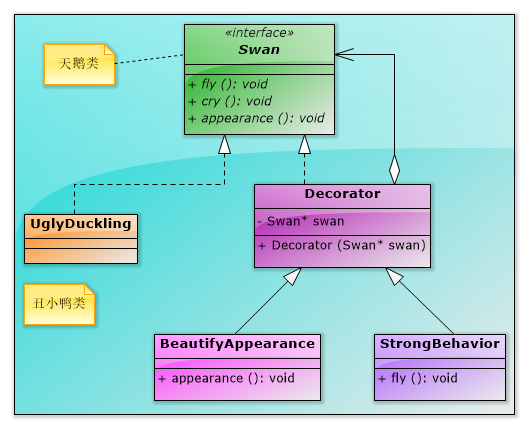 «interface»
Swan
天鹅类
+ fly (): void
+ cry (): void
+ appearance (): void
UglyDuckling
Decorator
- Swan* swan
+ Decorator (Swan* swan)
丑小鸭类
BeautifyAppearance
+ appearance (): void
StrongBehavior
+ fly (): void